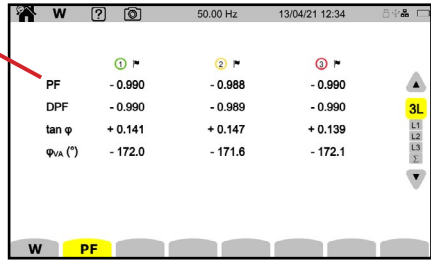 W ? 50.00 Hz 13/04/21 12:34
1 2 3
PF - 0.990 - 0.988 - 0.990
DPF - 0.990 - 0.989 - 0.990
tan φ + 0.141 + 0.147 + 0.139
φVA (°) - 172.0 - 171.6 - 172.1
3L
L1
L2
L3
Σ
W PF